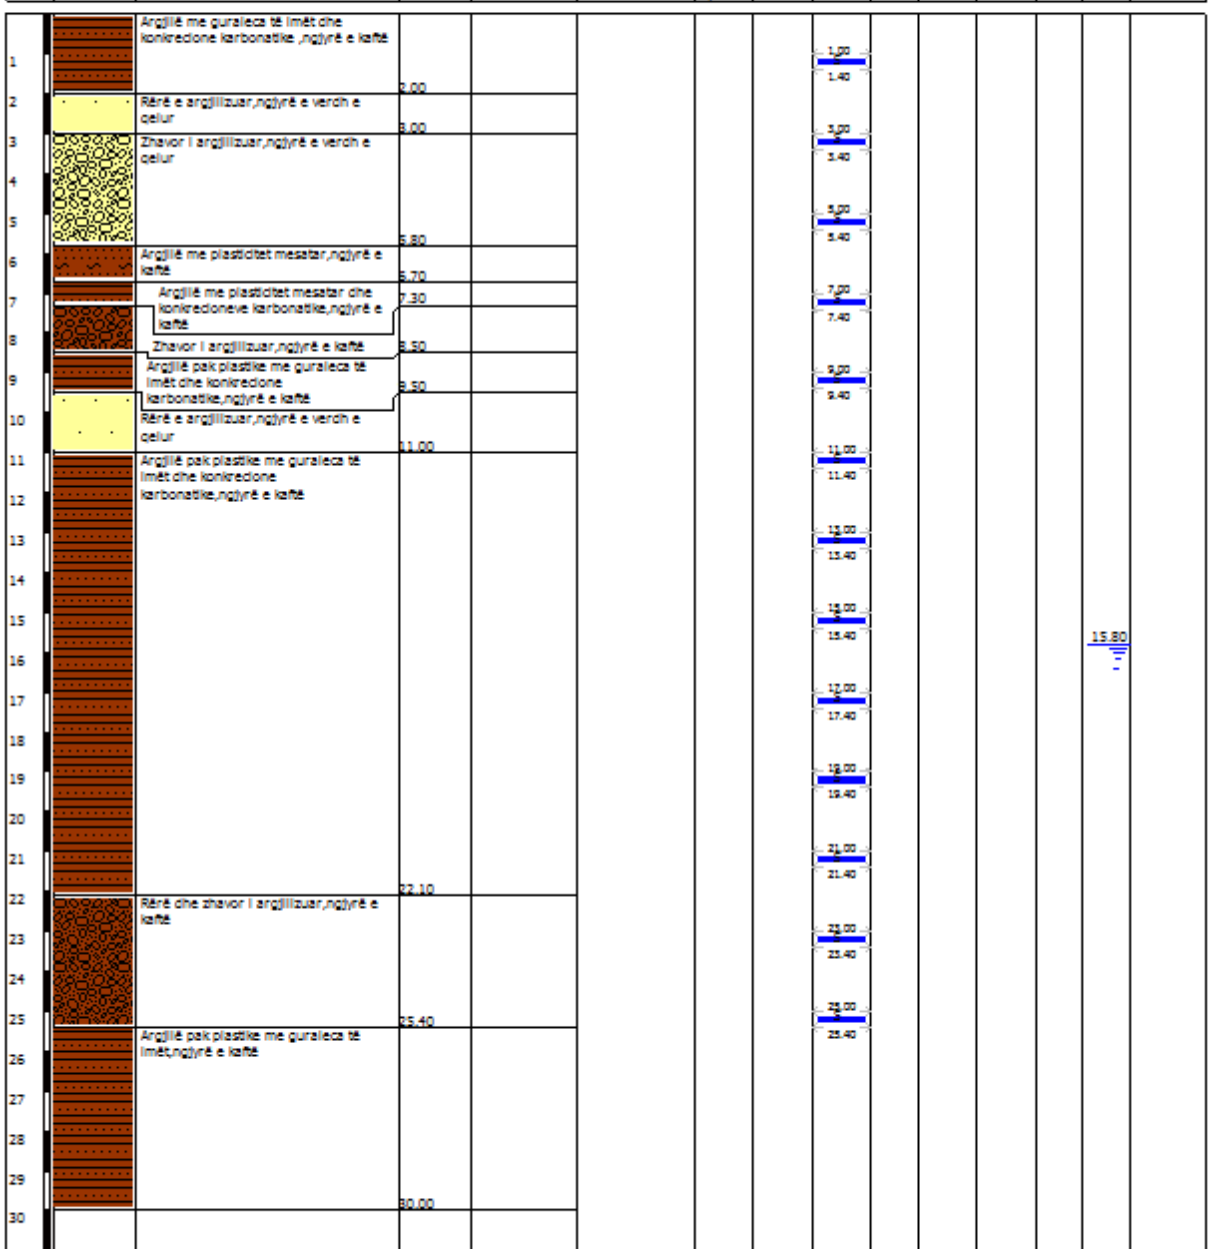 Argjilë me guraleca të imët dhe
konkrecione karbonatike ,ngjyrë e kaftë
2.00
Rërë e argjilizuar,ngjyrë e verdh e
qelur
3.00
Zhavor i argjilizuar,ngjyrë e verdh e
qelur
5.80
Argjilë me plasticitet mesatar,ngjyrë e
kaftë
6.70
Argjilë me plasticitet mesatar dhe
konkrecioneve karbonatike,ngjyrë e
kaftë
7.30
Zhavor i argjilizuar,ngjyrë e kaftë
8.50
Argjilë pak plastike me guraleca të
imët dhe konkrecione
karbonatike,ngjyrë e kaftë
9.50
Rërë e argjilizuar,ngjyrë e verdh e
qelur
11.00
Argjilë pak plastike me guraleca të
imët dhe konkrecione
karbonatike,ngjyrë e kaftë
22.10
Rërë dhe zhavor i argjilizuar,ngjyrë e
kaftë
25.40
Argjilë pak plastike me guraleca të
imët,ngjyrë e kaftë
30.00
1
2
3
4
5
6
7
8
9
10
11
12
13
14
15
16
17
18
19
20
21
22
23
24
25
26
27
28
29
30
1.00
1.40
3.00
3.40
5.00
5.40
7.00
7.40
9.00
9.40
11.00
11.40
13.00
13.40
15.00
15.40
17.00
17.40
19.00
19.40
21.00
21.40
23.00
23.40
25.00
25.40
15.80